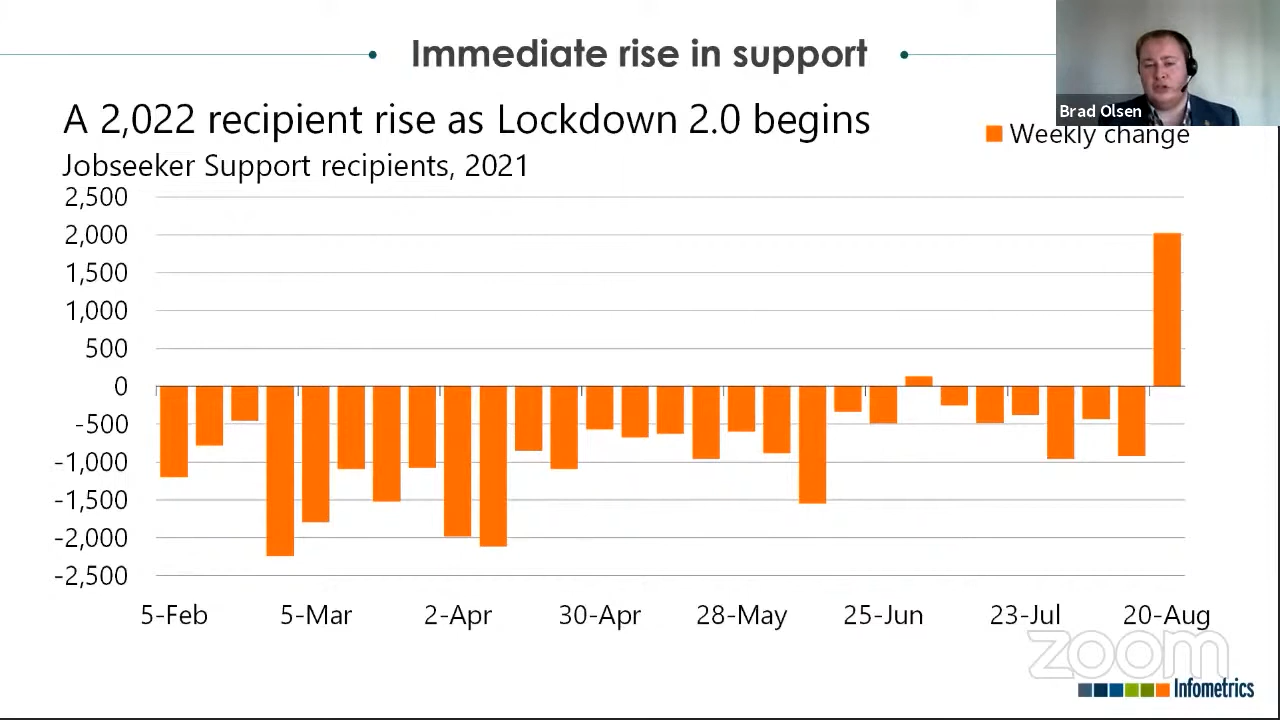 Immediate rise in support
Brad Olsen
A 2,022 recipient rise as Lockdown 2.0 begins
Weekly change
Jobseeker Support recipients, 2021
2,500
2,000
1,500
1,000
500
0
-500
-1,000
-1,500
-2,000
-2,500
5-Feb 5-Mar 2-Apr 30-Apr 28-May 25-Jun 23-Jul 20-Aug
zoom
Infometrics